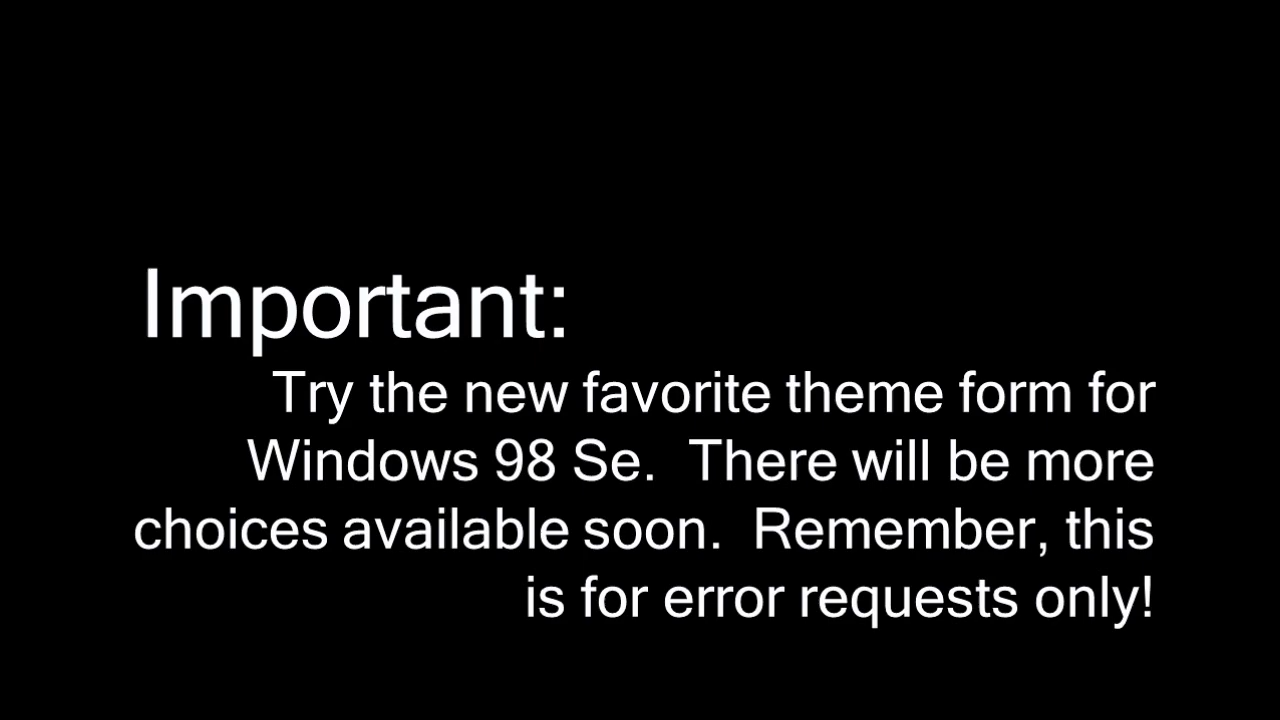 Important:
Try the new favorite theme form for
Windows 98 Se.  There will be more
choices available soon.  Remember, this
is for error requests only!